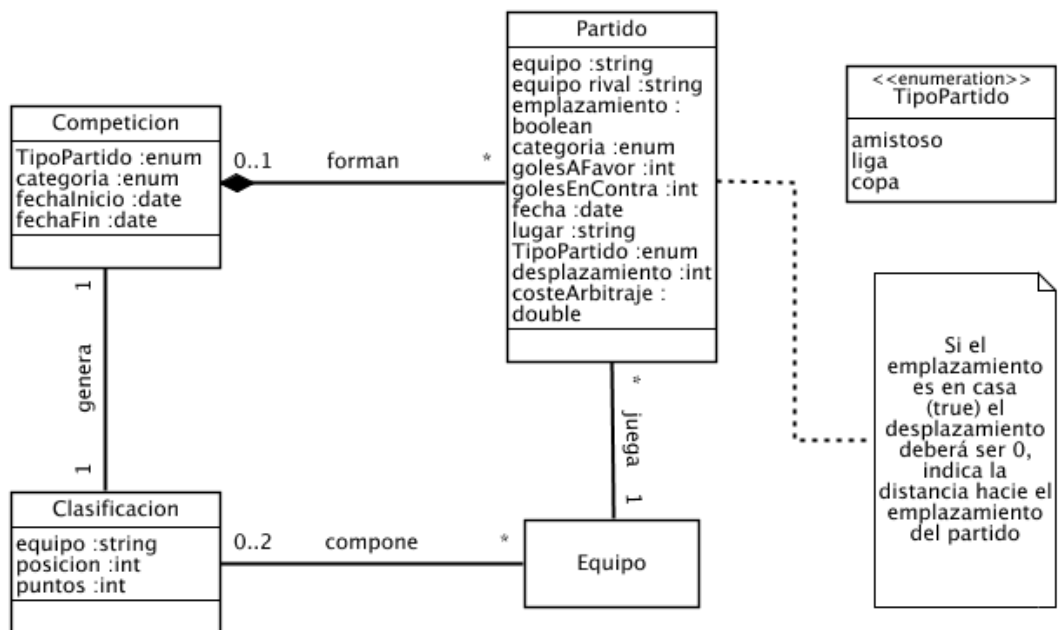 Partido
equipo :string
equipo rival :string
emplazamiento :
boolean
categoria :enum
golesAFavor :int
golesEnContra :int
fecha :date
lugar :string
TipoPartido :enum
desplazamiento :int
costeArbitraje :
double
<<enumeration>>
TipoPartido
amistoso
liga
copa
Competicion
TipoPartido :enum
categoria :enum
fechaInicio :date
fechaFin :date
0..1 forman *
1
genera
1
* juega 1
Si el
emplazamiento
es en casa
(true) el
desplazamiento
deberá ser 0,
indica la
distancia hacie el
emplazamiento
del partido
Clasificacion
equipo :string
posicion :int
puntos :int
0..2 compone *
Equipo